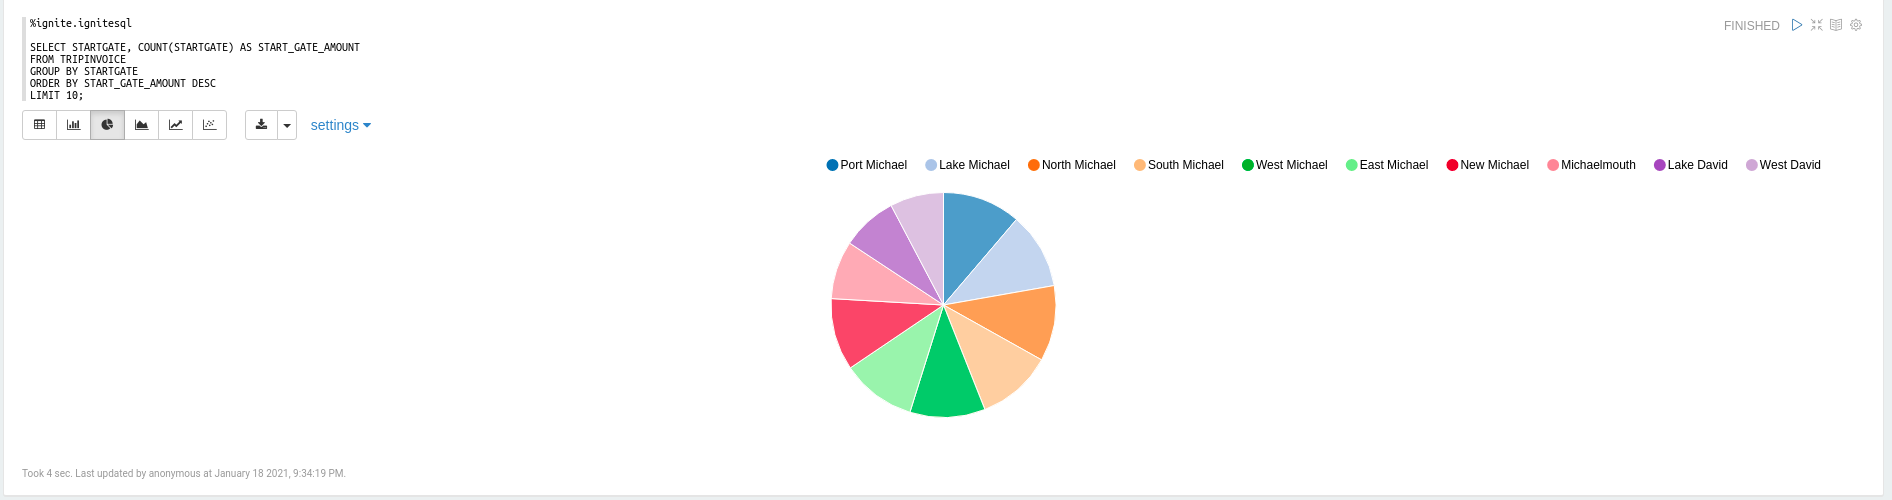 %ignite.ignitesql
FINISHED
SELECT STARTGATE, COUNT(STARTGATE) AS START_GATE_AMOUNT
FROM TRIPINVOICE
GROUP BY STARTGATE
ORDER BY START_GATE_AMOUNT DESC
LIMIT 10;
settings
Port Michael Lake Michael North Michael South Michael West Michael East Michael New Michael Michaelmouth Lake David West David
Took 4 sec. Last updated by anonymous at January 18 2021, 9:34:19 PM.